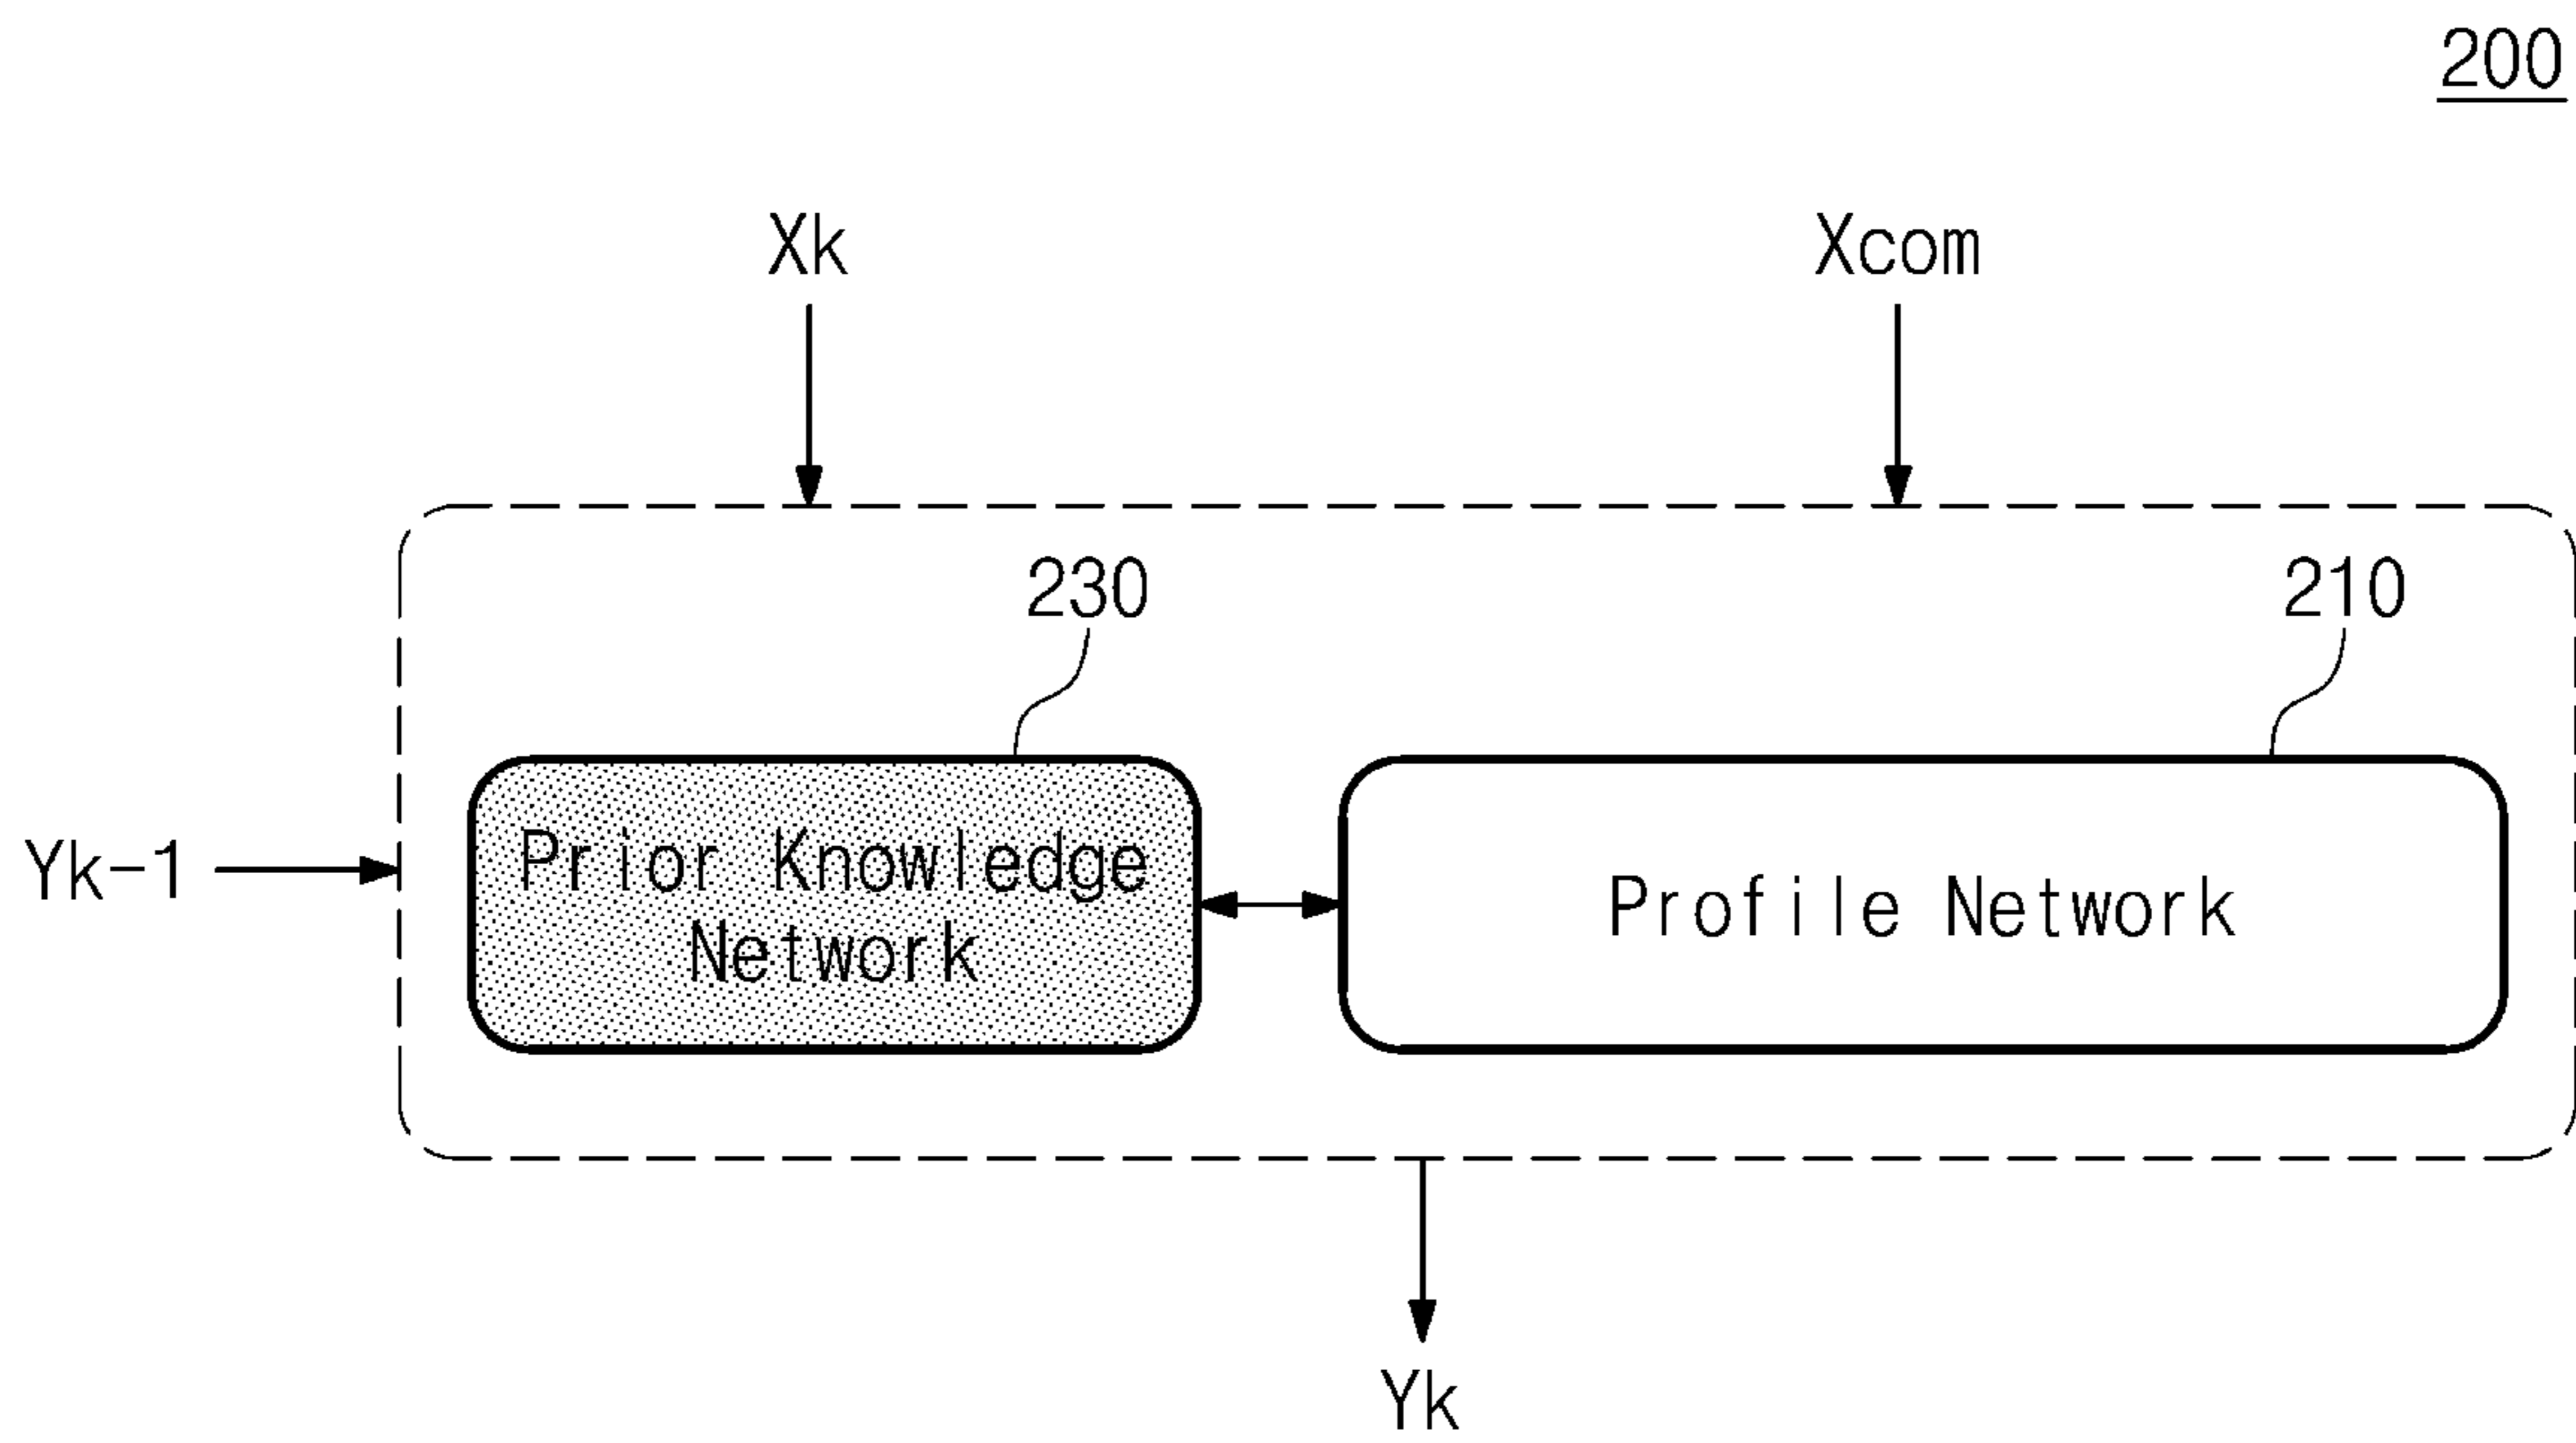 200
Xk
Xcom
230
210
Yk-1
Prior Knowledge
Network
Profile Network
Yk